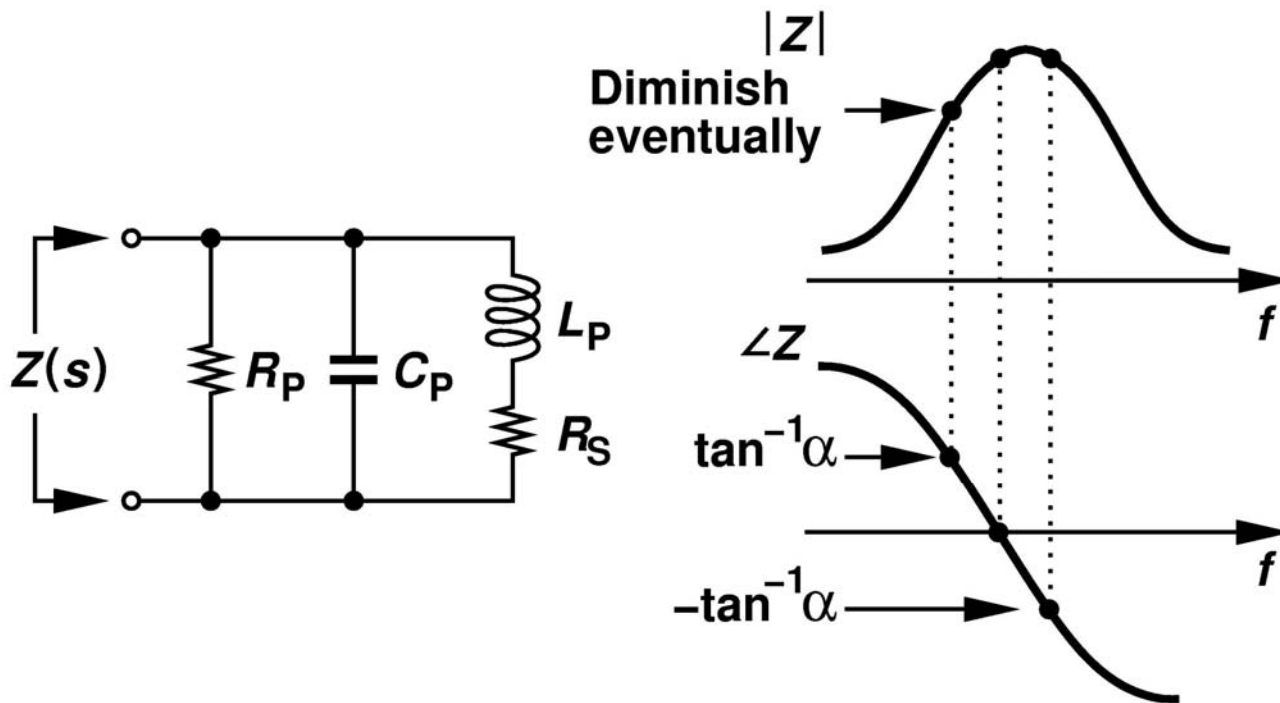 |Z|
Diminish
eventually
f
Z(s)
R_P
C_P
L_P
R_S
∠Z
tan⁻¹α
f
−tan⁻¹α